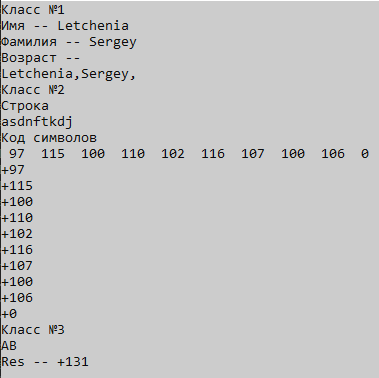 Класс №1
Имя -- Letchenia
Фамилия -- Sergey
Возраст --
Letchenia,Sergey,
Класс №2
Строка
asdnftkdj
Код символов
97 115 100 110 102 116 107 100 106 0
+97
+115
+100
+110
+102
+116
+107
+100
+106
+0
Класс №3
AB
Res -- +131